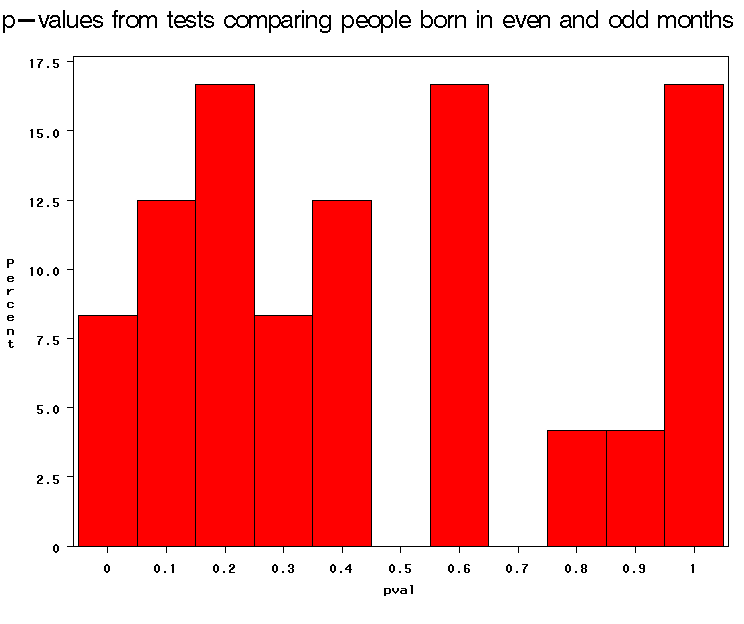 p-values from tests comparing people born in even and odd months
17.5
15.0
12.5
10.0
7.5
5.0
2.5
0
Percent
0 0.1 0.2 0.3 0.4 0.5 0.6 0.7 0.8 0.9 1
pval